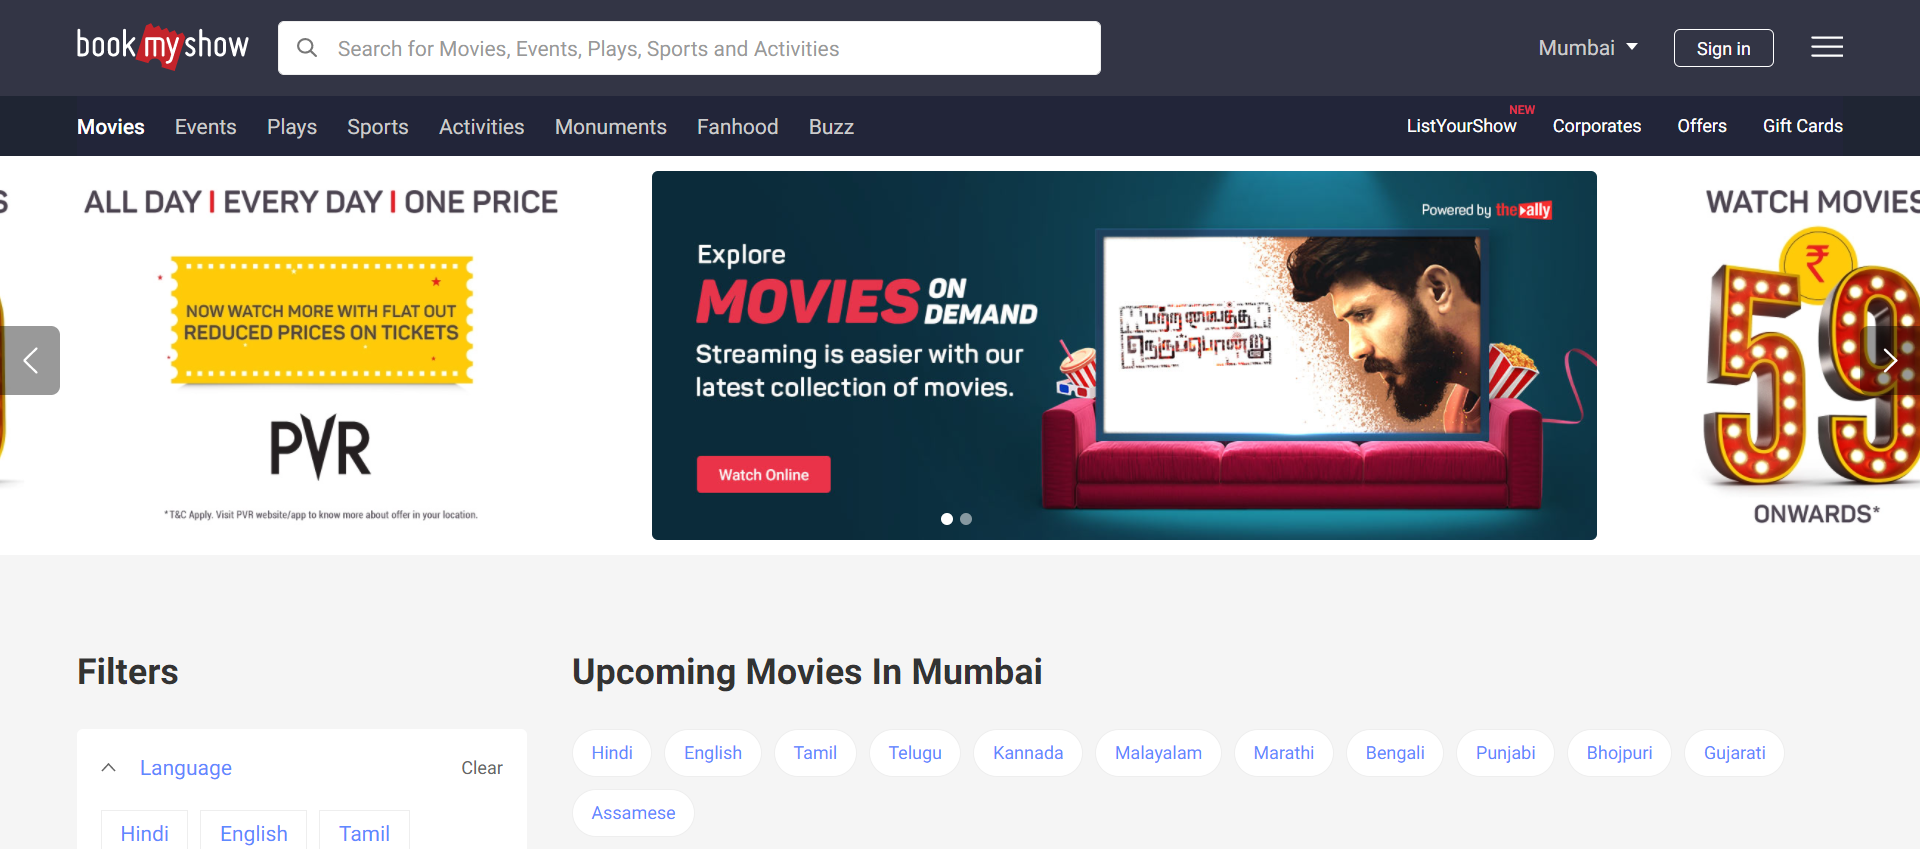 bookmyshow
Search for Movies, Events, Plays, Sports and Activities
Mumbai
Sign in
Movies
Events
Plays
Sports
Activities
Monuments
Fanhood
Buzz
ListYourShow
NEW
Corporates
Offers
Gift Cards
S
ALL DAY I EVERY DAY I ONE PRICE
NOW WATCH MORE WITH FLAT OUT
REDUCED PRICES ON TICKETS
PVR
*T&C Apply. Visit PVR website/app to know more about offer in your location.
Powered by theally
Explore
MOVIES ON DEMAND
Streaming is easier with our
latest collection of movies.
Watch Online
பற்ற வைத்த
நெருப்பொன்று
WATCH MOVIES
₹
59
ONWARDS*
Filters
Language
Clear
Hindi
English
Tamil
Upcoming Movies In Mumbai
Hindi
English
Tamil
Telugu
Kannada
Malayalam
Marathi
Bengali
Punjabi
Bhojpuri
Gujarati
Assamese